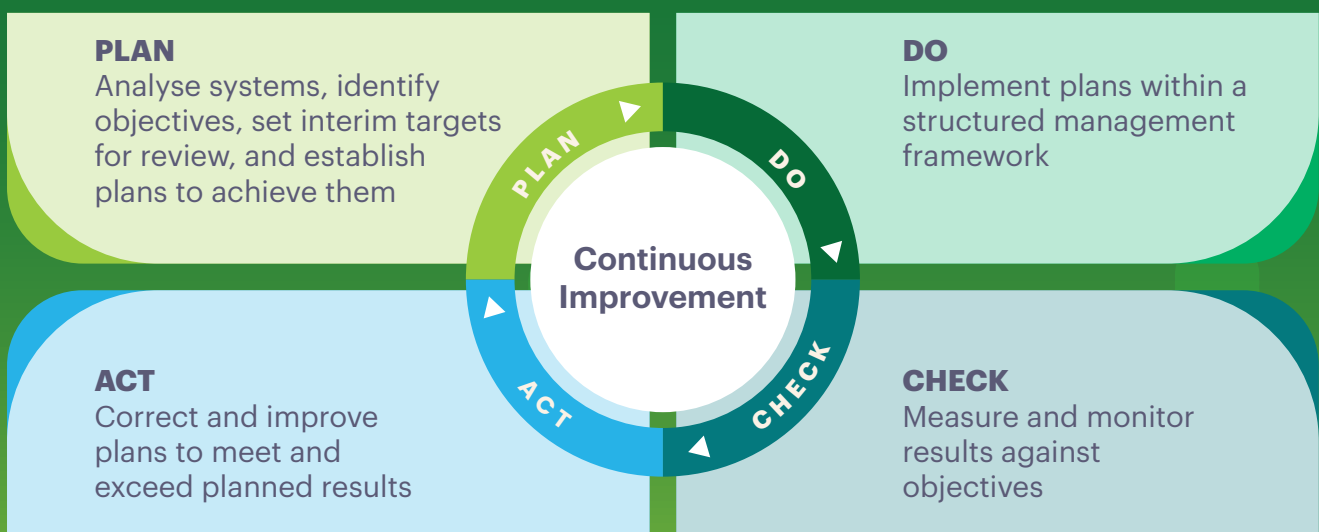 PLAN
Analyse systems, identify
objectives, set interim targets
for review, and establish
plans to achieve them
DO
Implement plans within a
structured management
framework
PLAN
DO
Continuous
Improvement
ACT
CHECK
ACT
Correct and improve
plans to meet and
exceed planned results
CHECK
Measure and monitor
results against
objectives